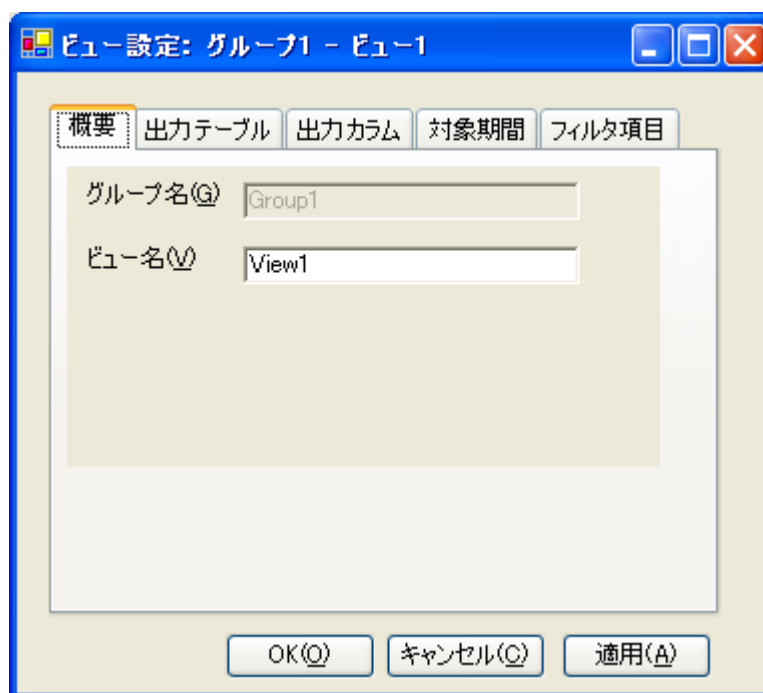 ビュー設定: グループ1 - ビュー1
概要 出力テーブル 出力カラム 対象期間 フィルタ項目
グループ名(G) Group1
ビュー名(V) View1
OK(O) キャンセル(C) 適用(A)